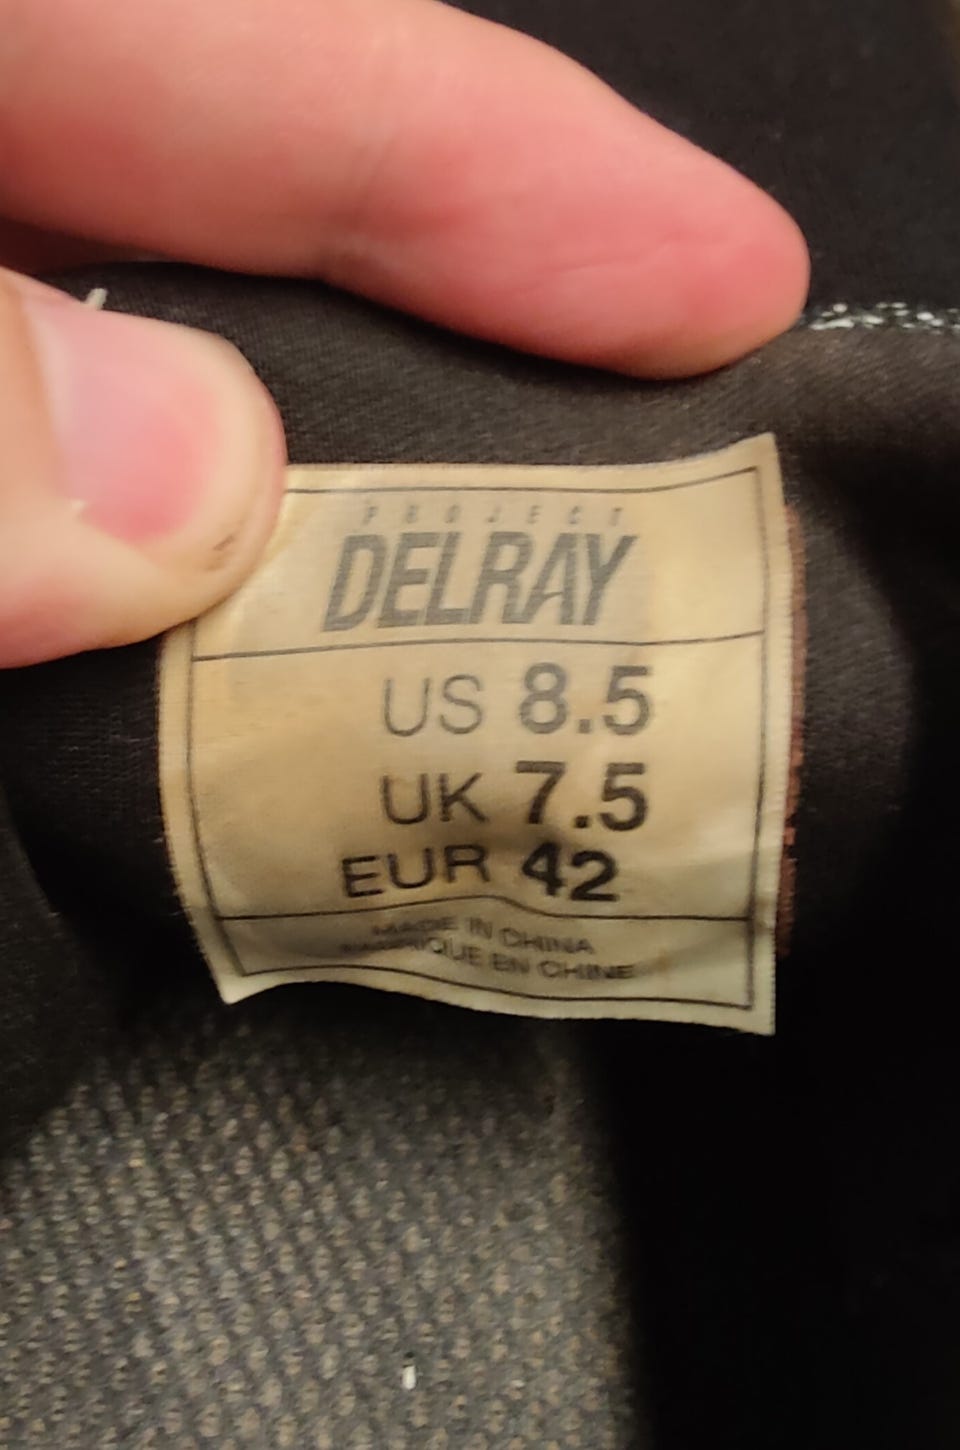 PROJECT
DELRAY
US 8.5
UK 7.5
EUR 42
MADE IN CHINA
FABRIQUE EN CHINE